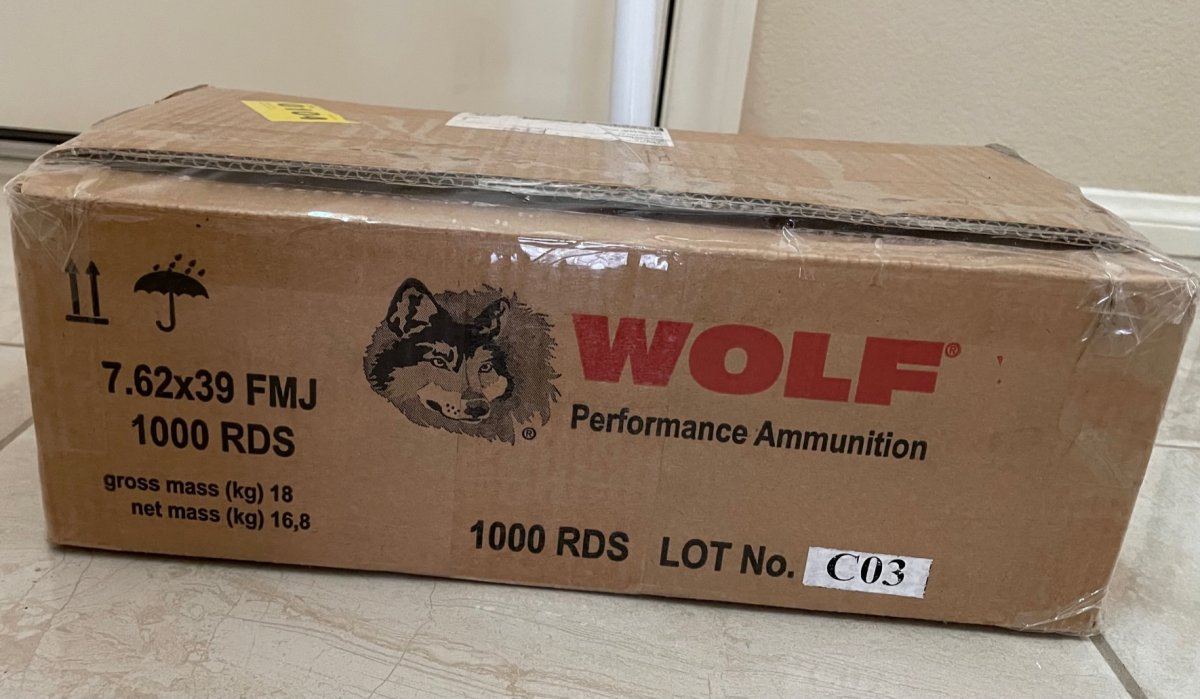 7.62x39 FMJ
1000 RDS
gross mass (kg) 18
net mass (kg) 16,8
WOLF®
®
Performance Ammunition
1000 RDS LOT No. C03